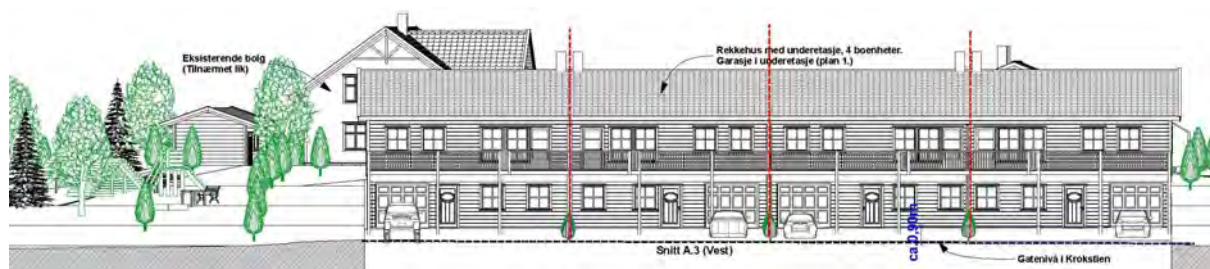 Eksisterende bolig
(Tilnærmet lik)
Rekkehus med underetasje, 4 boenheter.
Garasje i underetasje (plan 1.)
ca.0,90m
Snitt A.3 (Vest)
Gatenivå i Krokstien